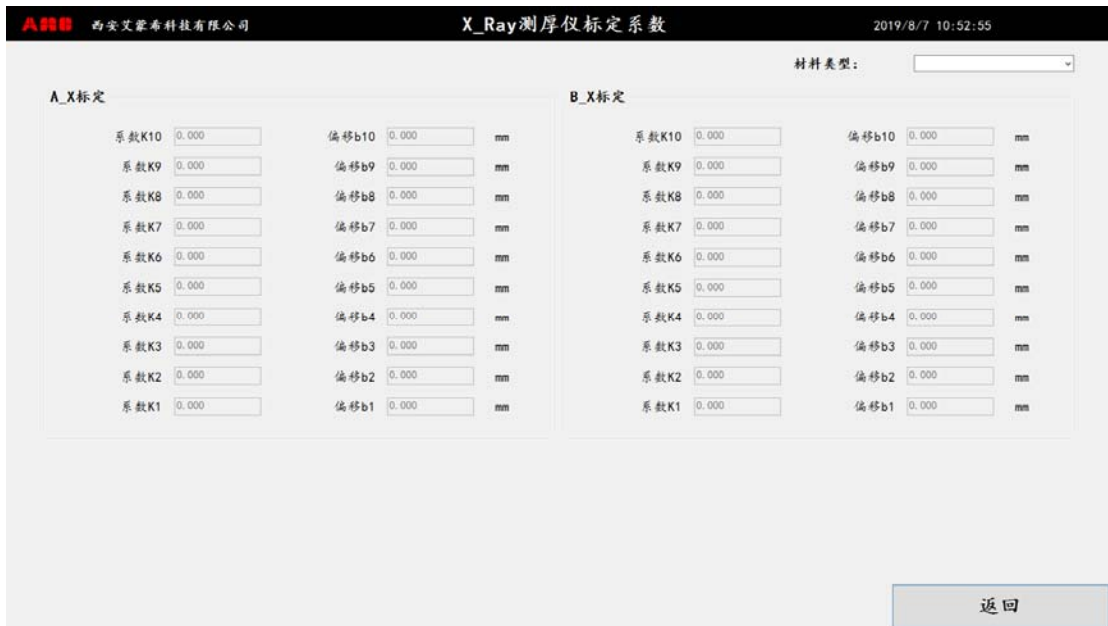 西安艾蒙希科技有限公司 X_Ray测厚仪标定系数 2019/8/7 10:52:55
材料类型:
A_X标定 B_X标定
系数K10 0.000 偏移b10 0.000 mm 系数K10 0.000 偏移b10 0.000 mm
系数K9 0.000 偏移b9 0.000 mm 系数K9 0.000 偏移b9 0.000 mm
系数K8 0.000 偏移b8 0.000 mm 系数K8 0.000 偏移b8 0.000 mm
系数K7 0.000 偏移b7 0.000 mm 系数K7 0.000 偏移b7 0.000 mm
系数K6 0.000 偏移b6 0.000 mm 系数K6 0.000 偏移b6 0.000 mm
系数K5 0.000 偏移b5 0.000 mm 系数K5 0.000 偏移b5 0.000 mm
系数K4 0.000 偏移b4 0.000 mm 系数K4 0.000 偏移b4 0.000 mm
系数K3 0.000 偏移b3 0.000 mm 系数K3 0.000 偏移b3 0.000 mm
系数K2 0.000 偏移b2 0.000 mm 系数K2 0.000 偏移b2 0.000 mm
系数K1 0.000 偏移b1 0.000 mm 系数K1 0.000 偏移b1 0.000 mm
返回